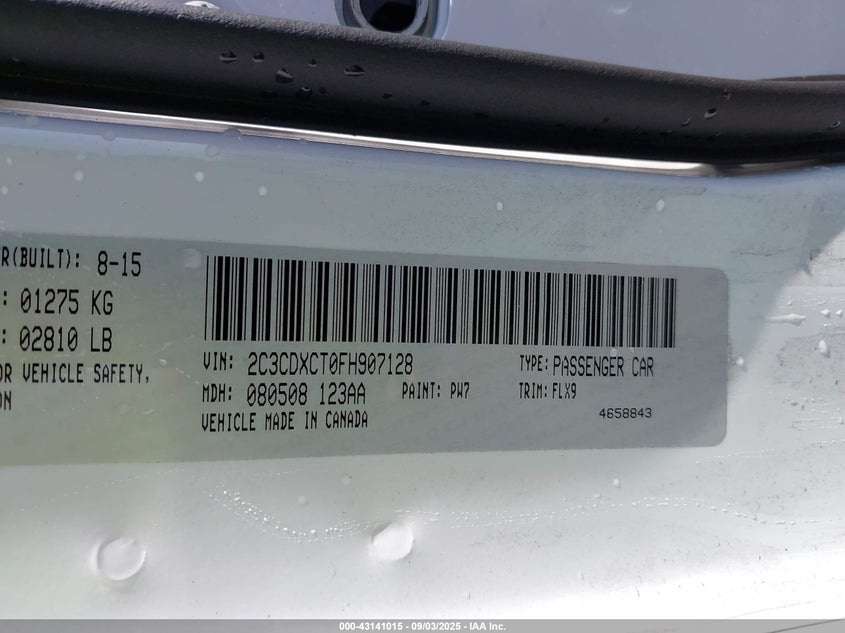 R(BUILT): 8-15
: 01275 KG
: 02810 LB
OR VEHICLE SAFETY,
ON
VIN: 2C3CDXCT0FH907128
TYPE: PASSENGER CAR
MDH: 080508 123AA
PAINT: PW7
TRIM: FLX9
VEHICLE MADE IN CANADA
4658843
000-43141015 - 09/03/2025 - IAA Inc.